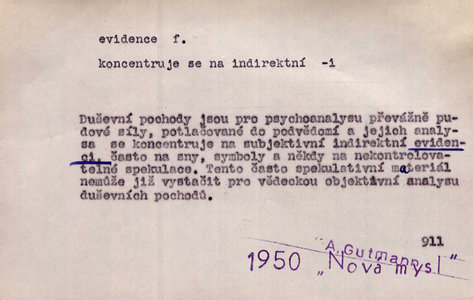 evidence f.
koncentruje se na indirektní -i
Duševní pochody jsou pro psychoanalysu převážně pu-
dové síly, potlačované do podvědomí a jejich analy-
sa se koncentruje na subjektivní indirektní eviden-
ci, často na sny, symboly a někdy na nekontrolova-
telné spekulace. Tento často spekulativní materiál
nemůže již vystačit pro vědeckou objektivní analysu
duševních pochodů.
911
A. Gutmann
1950 „Nová mysl"